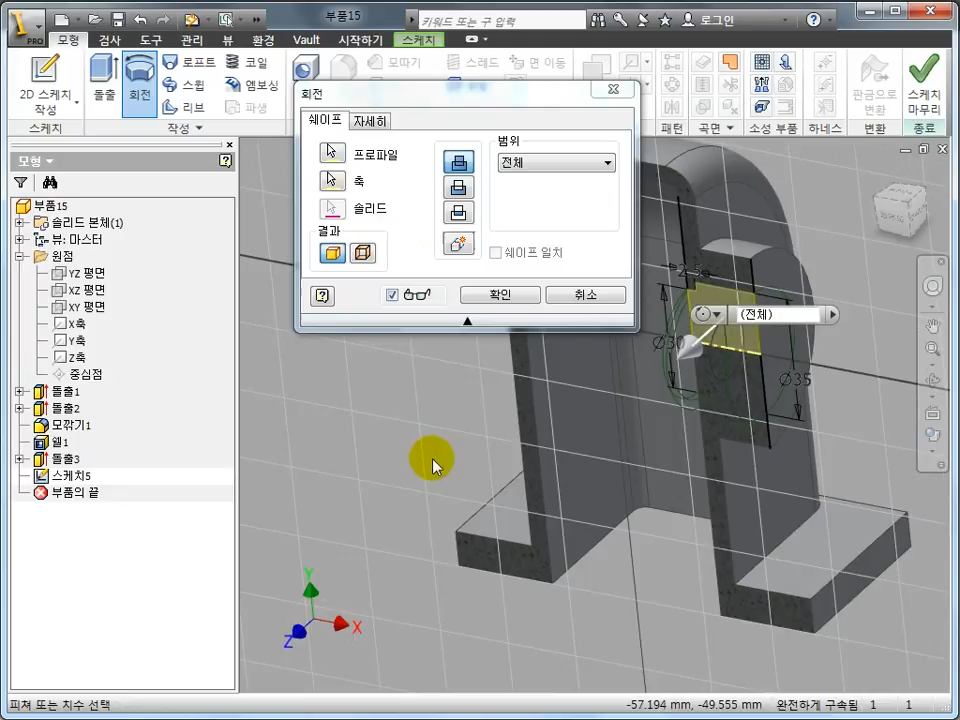 부품15
키워드 또는 구 입력
로그인
PRO
모형 검사 도구 관리 뷰 환경 Vault 시작하기 스케치
2D 스케치 작성
돌출
회전
로프트
스윕
리브
코일
엠보싱
파생
모따기
스레드
면 이동
판금으로 변환
스케치 마무리
스케치
작성
패턴
곡면
소성 부품
하네스
변환
종료
회전
쉐이프
자세히
프로파일
축
솔리드
결과
범위
전체
쉐이프 일치
확인
취소
모형
부품15
솔리드 본체(1)
뷰: 마스터
원점
YZ 평면
XZ 평면
XY 평면
X축
Y축
Z축
중심점
돌출1
돌출2
모깎기1
쉘1
돌출3
스케치5
부품의 끝
2.5
(전체)
Ø30
Ø35
Y
X
Z
피쳐 또는 치수 선택
-57.194 mm, -49.555 mm
완전하게 구속됨
1
1